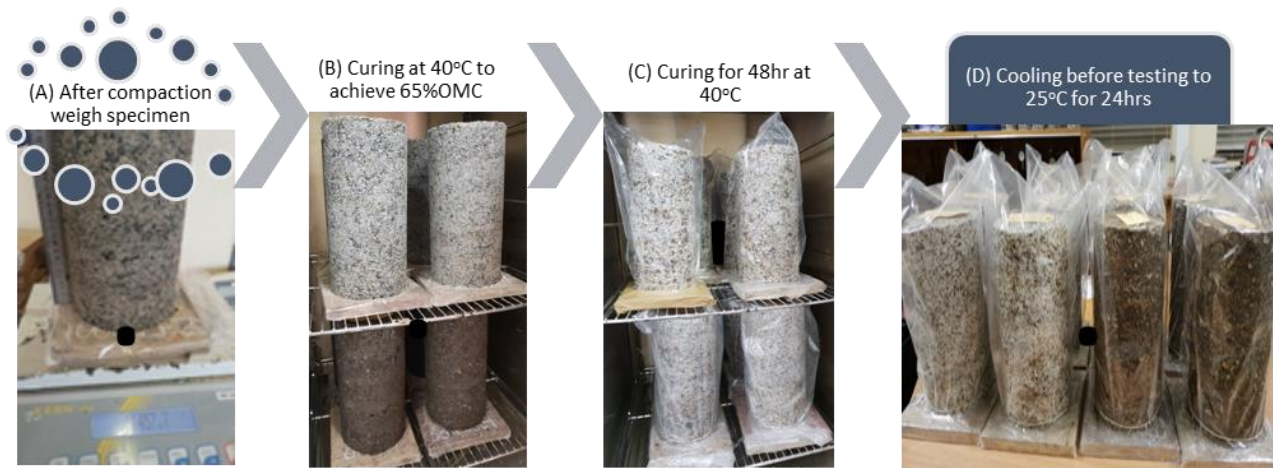 (A) After compaction
weigh specimen
(B) Curing at 40°C to
achieve 65%OMC
(C) Curing for 48hr at
40°C
(D) Cooling before testing to
25°C for 24hrs